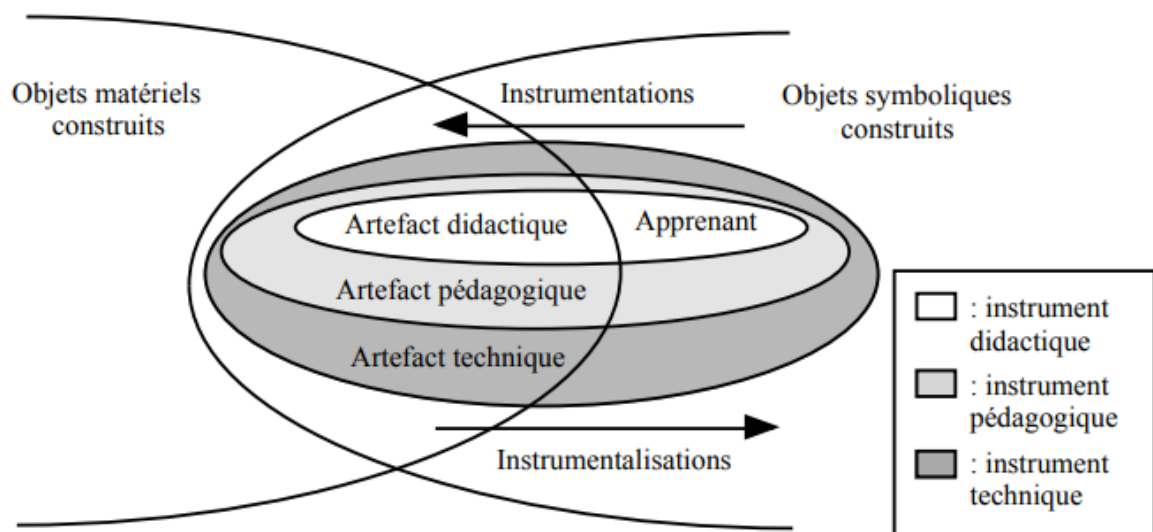 Objets matériels
construits
Instrumentations
Objets symboliques
construits
Artefact didactique
Apprenant
Artefact pédagogique
Artefact technique
Instrumentalisations
: instrument
didactique
: instrument
pédagogique
: instrument
technique